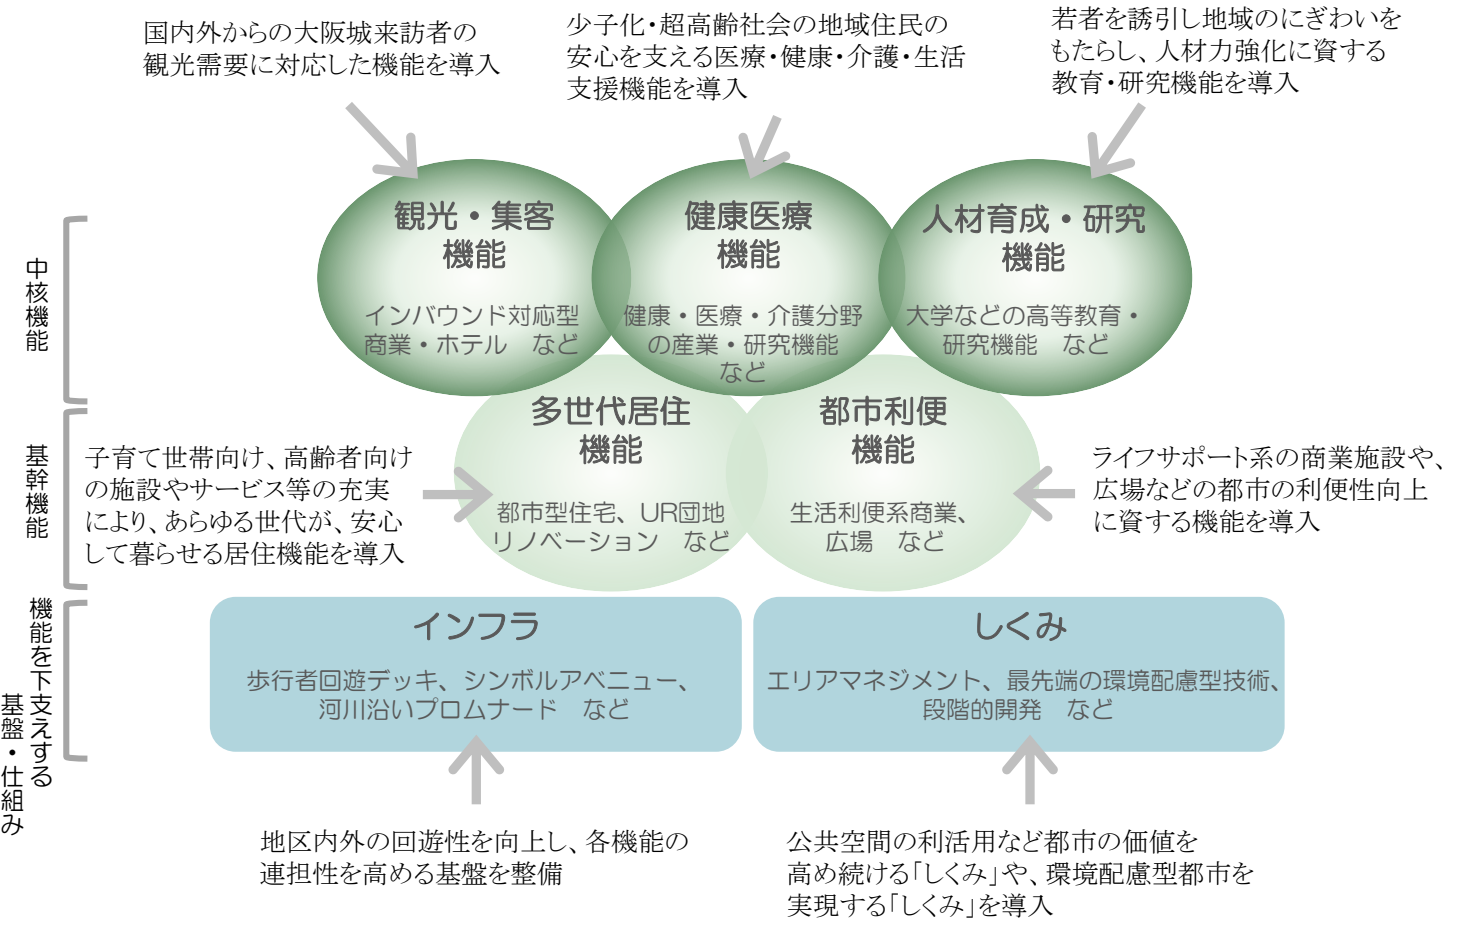 国内外からの大阪城来訪者の
観光需要に対応した機能を導入
少子化・超高齢社会の地域住民の
安心を支える医療・健康・介護・生活
支援機能を導入
若者を誘引し地域のにぎわいを
もたらし、人材力強化に資する
教育・研究機能を導入
中核機能
観光・集客
機能
インバウンド対応型
商業・ホテル　など
健康医療
機能
健康・医療・介護分野
の産業・研究機能
など
人材育成・研究
機能
大学などの高等教育・
研究機能　など
基幹機能
子育て世帯向け、高齢者向け
の施設やサービス等の充実
により、あらゆる世代が、安心
して暮らせる居住機能を導入
多世代居住
機能
都市型住宅、UR団地
リノベーション　など
都市利便
機能
生活利便系商業、
広場　など
ライフサポート系の商業施設や、
広場などの都市の利便性向上
に資する機能を導入
機能を下支えする
基盤・仕組み
インフラ
歩行者回遊デッキ、シンボルアベニュー、
河川沿いプロムナード　など
しくみ
エリアマネジメント、最先端の環境配慮型技術、
段階的開発　など
地区内外の回遊性を向上し、各機能の
連担性を高める基盤を整備
公共空間の利活用など都市の価値を
高め続ける「しくみ」や、環境配慮型都市を
実現する「しくみ」を導入